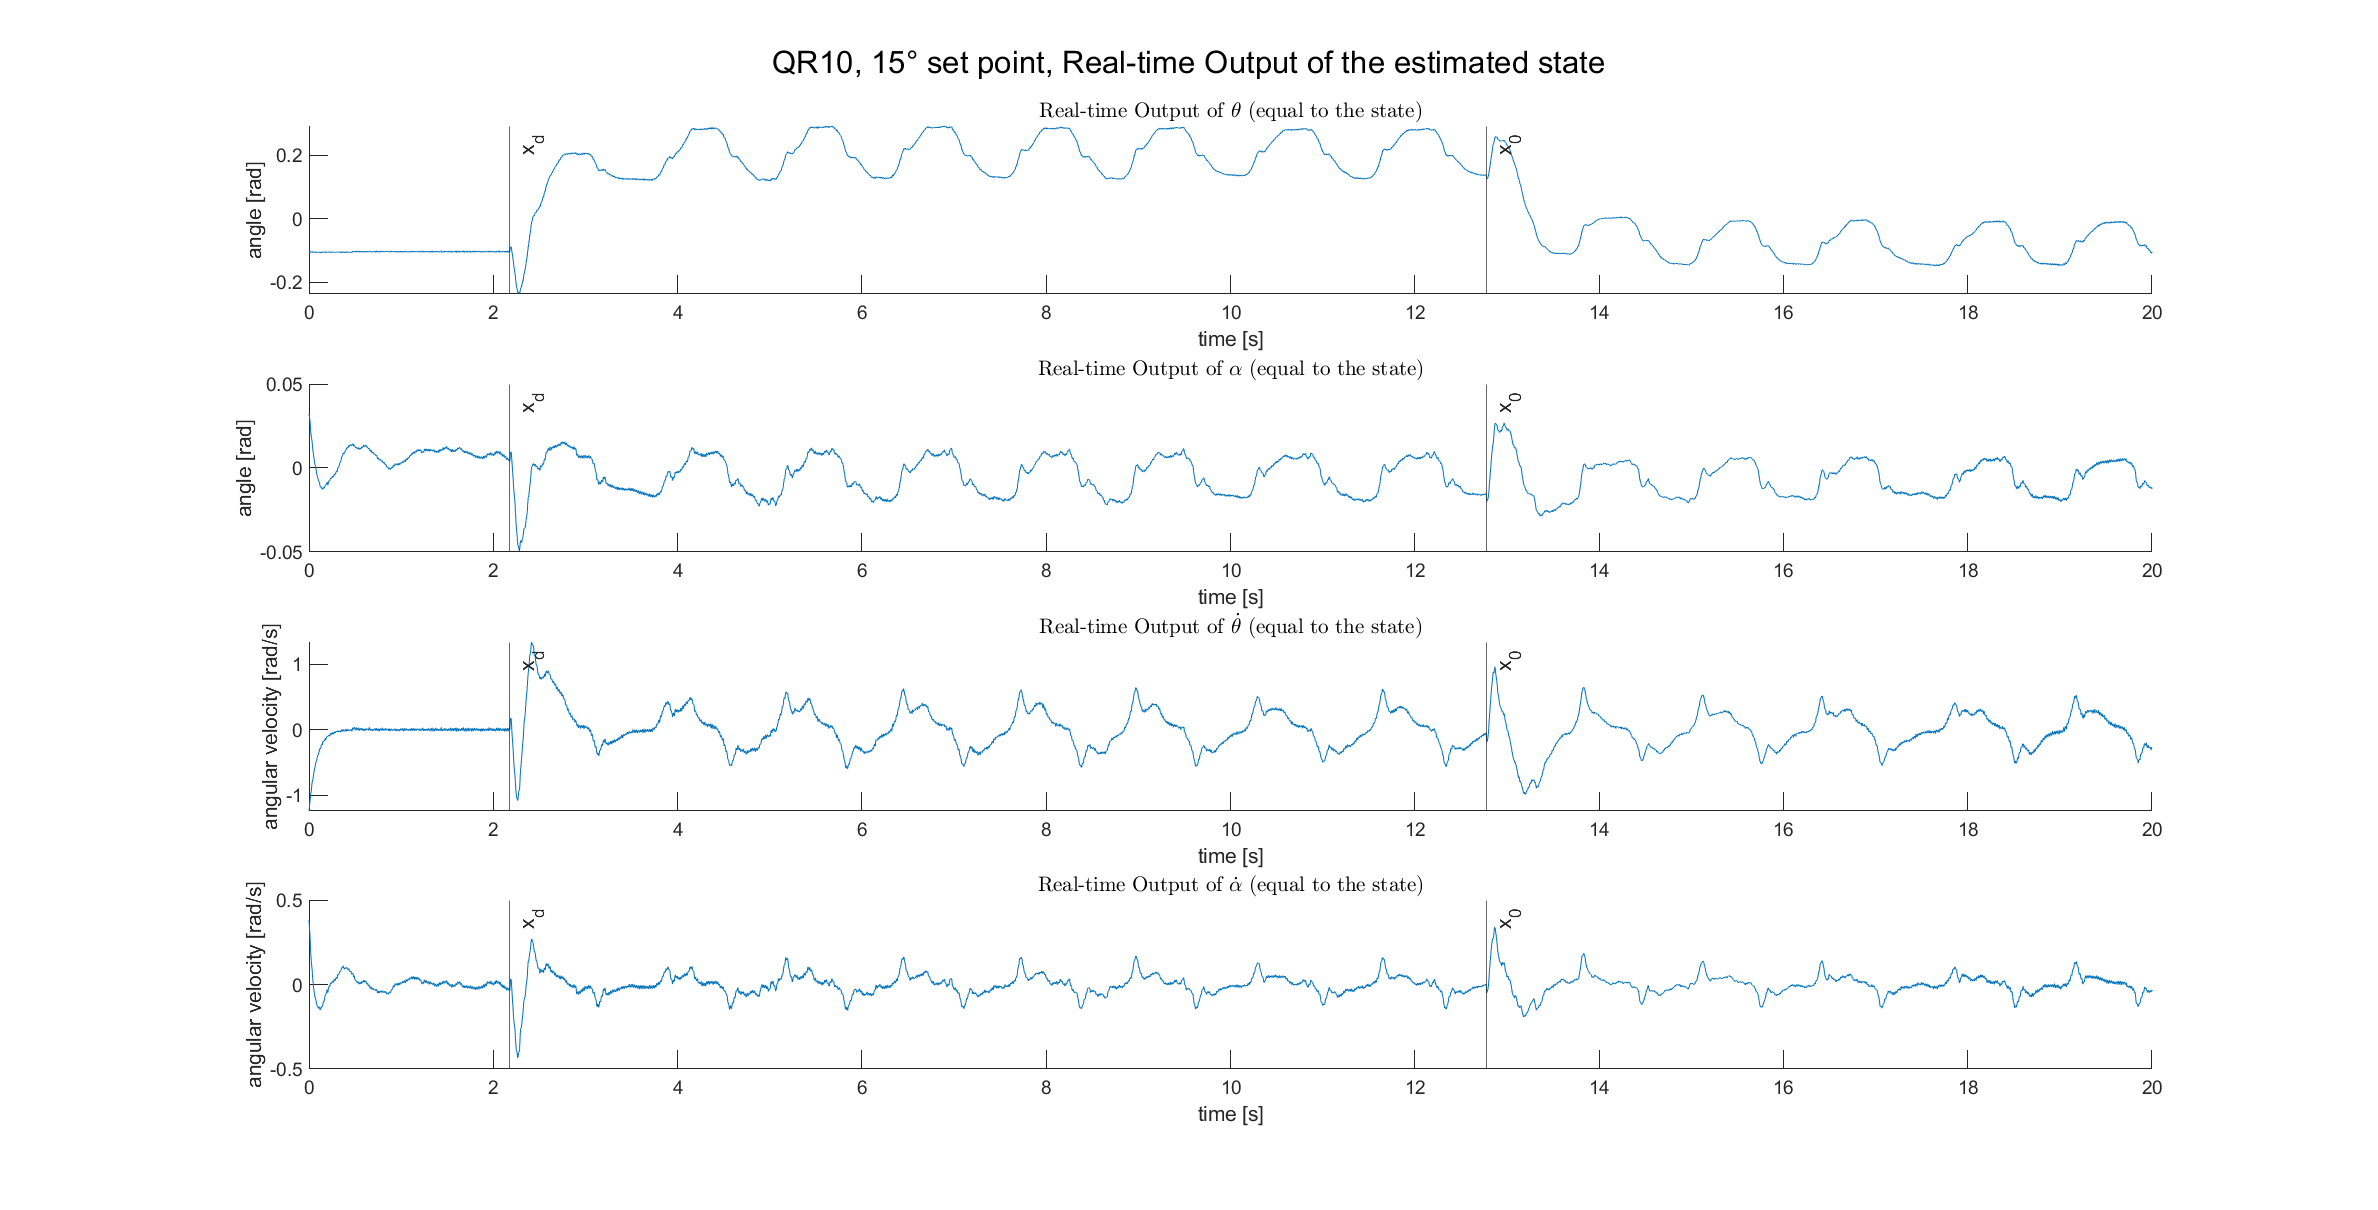 QR10, 15° set point, Real-time Output of the estimated state
Real-time Output of θ (equal to the state)
angle [rad]
0.2
0
-0.2
x_d
x_0
0 2 4 6 8 10 12 14 16 18 20
time [s]
Real-time Output of α (equal to the state)
angle [rad]
0.05
0
-0.05
x_d
x_0
0 2 4 6 8 10 12 14 16 18 20
time [s]
Real-time Output of θ̇ (equal to the state)
angular velocity [rad/s]
1
0
-1
x_d
x_0
0 2 4 6 8 10 12 14 16 18 20
time [s]
Real-time Output of α̇ (equal to the state)
angular velocity [rad/s]
0.5
0
-0.5
x_d
x_0
0 2 4 6 8 10 12 14 16 18 20
time [s]